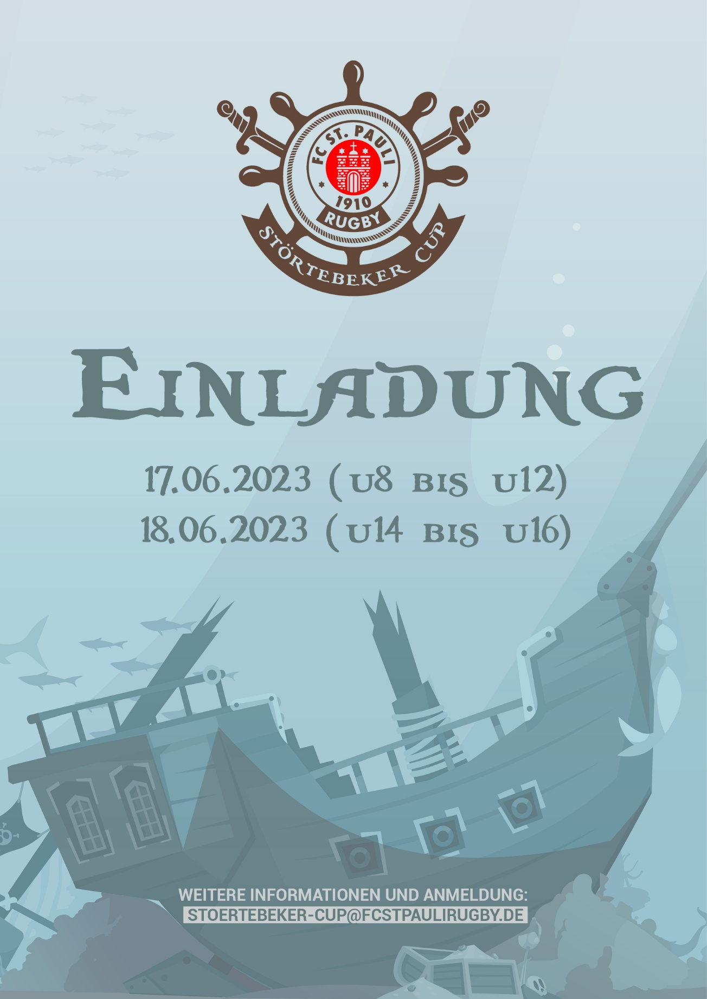 FC ST. PAULI
1910
RUGBY
STÖRTEBEKER CUP
EINLADUNG
17.06.2023 (U8 BIS U12)
18.06.2023 (U14 BIS U16)
WEITERE INFORMATIONEN UND ANMELDUNG:
STOERTEBEKER-CUP@FCSTPAULIRUGBY.DE